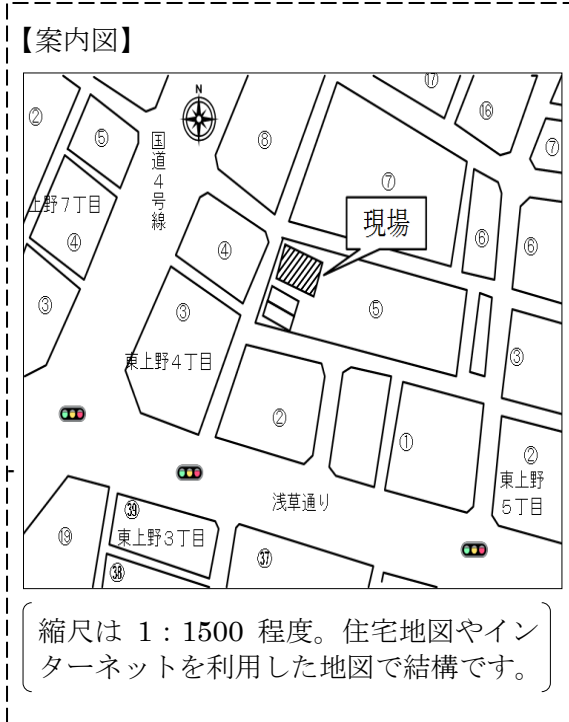 【案内図】
N
⑰
②
⑯
⑤
国道4号線
⑧
⑦
⑦
上野7丁目
現場
④
④
⑥
⑥
③
③
⑤
東上野4丁目
③
②
①
②
東上野
5丁目
浅草通り
㊴
⑲
東上野3丁目
㊲
㊳
縮尺は 1：1500 程度。住宅地図やイン
ターネットを利用した地図で結構です。